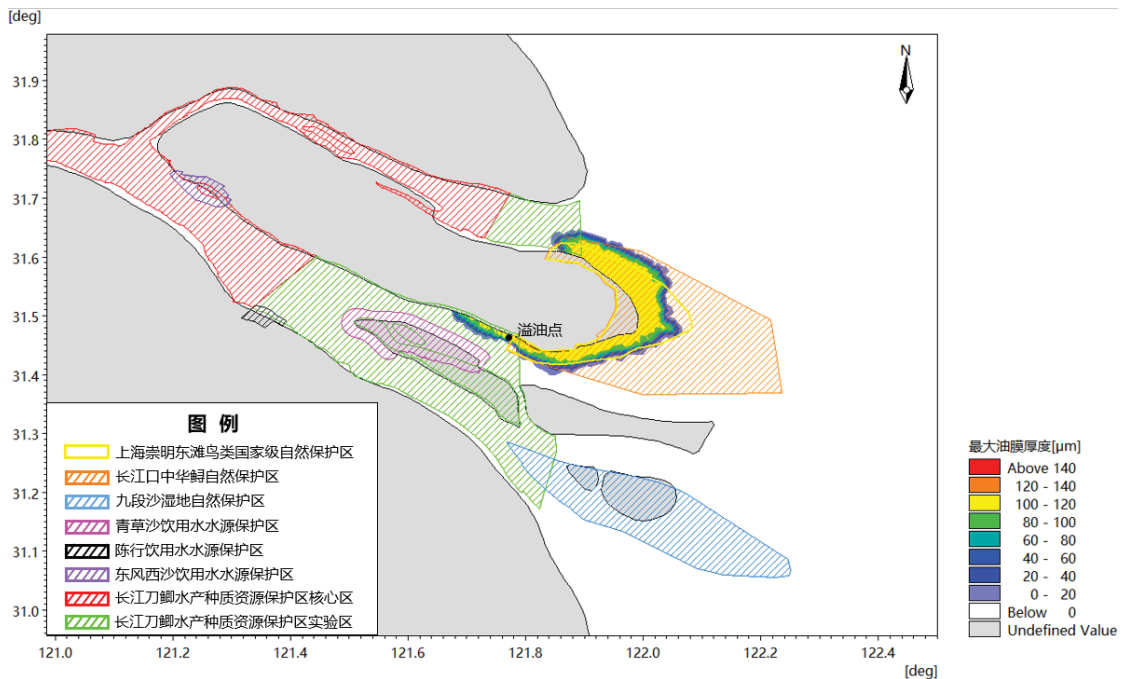 [deg]
N
31.9
31.8
31.7
31.6
31.5
31.4
31.3
31.2
31.1
31.0
溢油点
图 例
上海崇明东滩鸟类国家级自然保护区
长江口中华鲟自然保护区
九段沙湿地自然保护区
青草沙饮用水水源保护区
陈行饮用水水源保护区
东风西沙饮用水水源保护区
长江刀鲫水产种质资源保护区核心区
长江刀鲫水产种质资源保护区实验区
121.0 121.2 121.4 121.6 121.8 122.0 122.2 122.4
[deg]
最大油膜厚度[μm]
Above 140
120 - 140
100 - 120
80 - 100
60 - 80
40 - 60
20 - 40
0 - 20
Below 0
Undefined Value